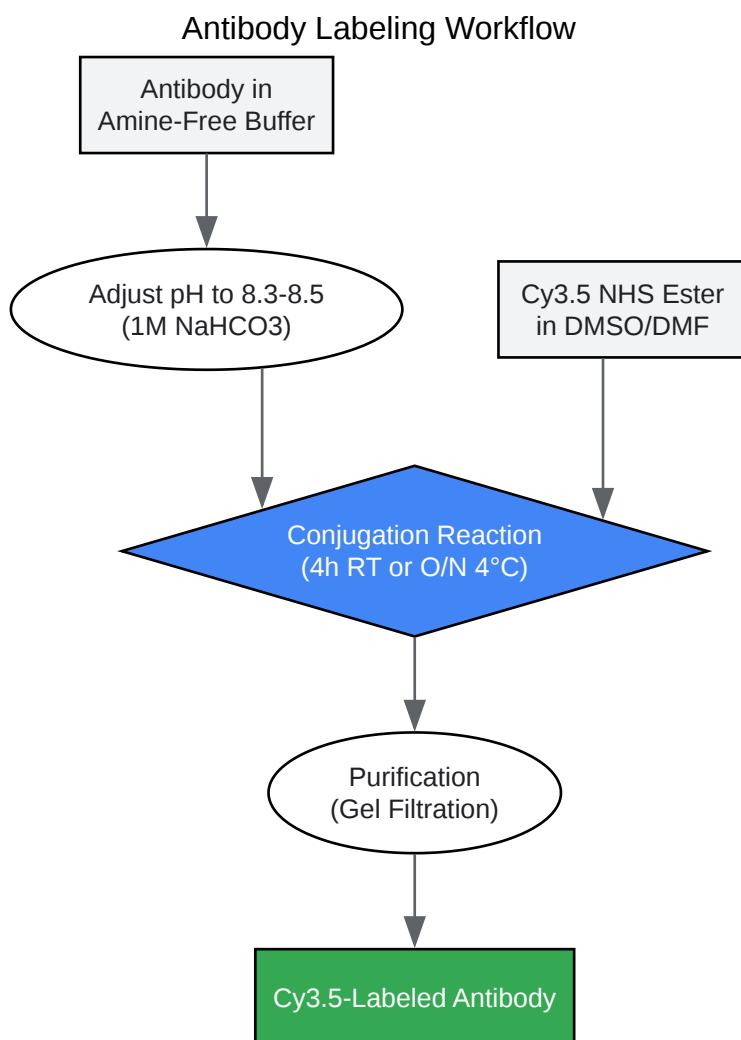 Antibody Labeling Workflow
Antibody in
Amine-Free Buffer
Adjust pH to 8.3-8.5
(1M NaHCO3)
Cy3.5 NHS Ester
in DMSO/DMF
Conjugation Reaction
(4h RT or O/N 4°C)
Purification
(Gel Filtration)
Cy3.5-Labeled Antibody